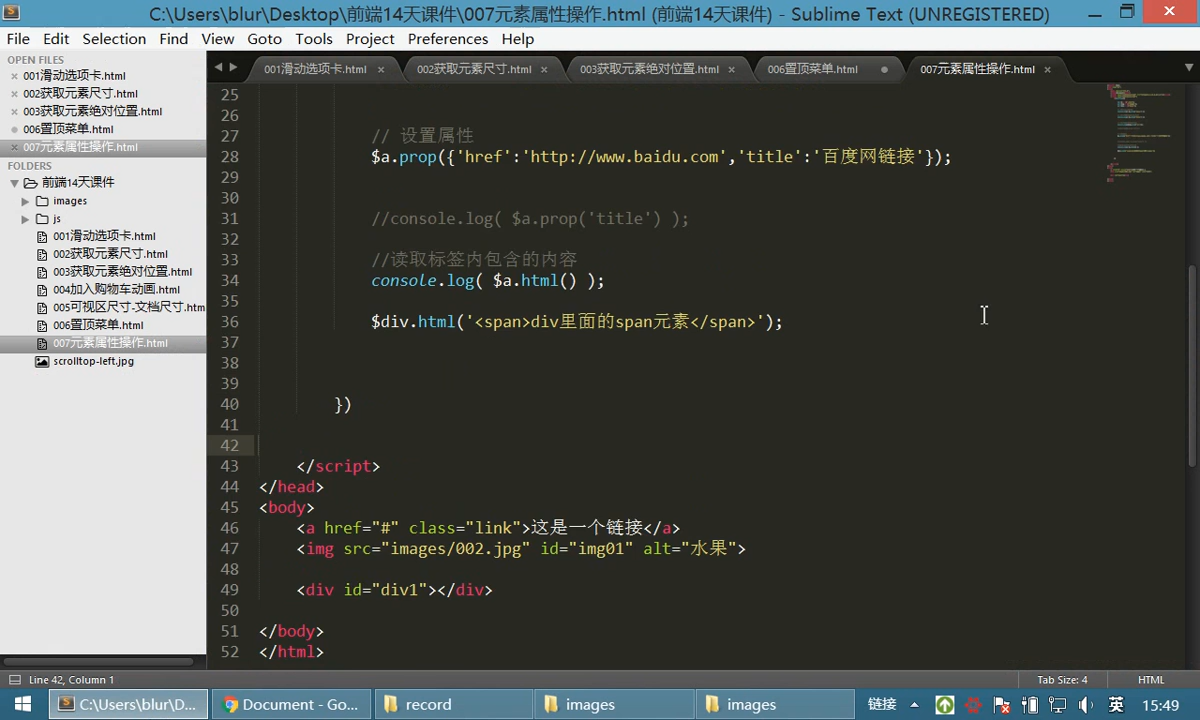 C:\Users\blur\Desktop\前端14天课件\007元素属性操作.html (前端14天课件) - Sublime Text (UNREGISTERED)
File Edit Selection Find View Goto Tools Project Preferences Help
OPEN FILES
001滑动选项卡.html
002获取元素尺寸.html
003获取元素绝对位置.html
006置顶菜单.html
007元素属性操作.html
FOLDERS
前端14天课件
images
js
001滑动选项卡.html
002获取元素尺寸.html
003获取元素绝对位置.html
004加入购物车动画.html
005可视区尺寸-文档尺寸.htm
006置顶菜单.html
007元素属性操作.html
scrolltop-left.jpg
001滑动选项卡.html 002获取元素尺寸.html 003获取元素绝对位置.html 006置顶菜单.html 007元素属性操作.html
25
26
27 // 设置属性
28 $a.prop({'href':'http://www.baidu.com','title':'百度网链接'});
29
30
31 //console.log( $a.prop('title') );
32
33 //读取标签内包含的内容
34 console.log( $a.html() );
35
36 $div.html('<span>div里面的span元素</span>');
37
38
39
40 })
41
42
43 </script>
44 </head>
45 <body>
46 <a href="#" class="link">这是一个链接</a>
47 <img src="images/002.jpg" id="img01" alt="水果">
48
49 <div id="div1"></div>
50
51 </body>
52 </html>
Line 42, Column 1 Tab Size: 4 HTML
C:\Users\blur\D... Document - Go... record images images 链接 英 15:49